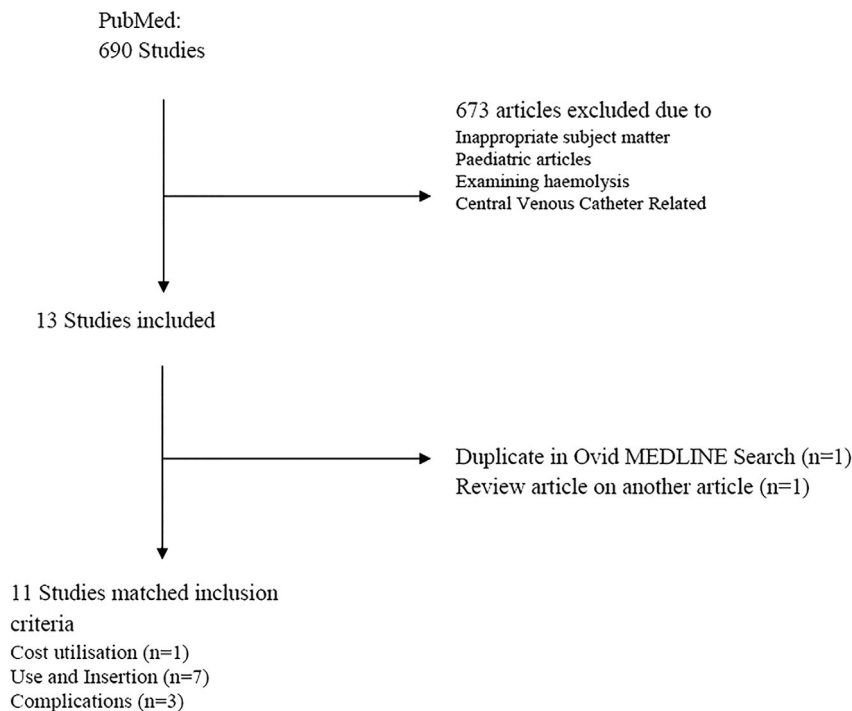 PubMed:
690 Studies
673 articles excluded due to
Inappropriate subject matter
Paediatric articles
Examining haemolysis
Central Venous Catheter Related
13 Studies included
Duplicate in Ovid MEDLINE Search (n=1)
Review article on another article (n=1)
11 Studies matched inclusion
criteria
Cost utilisation (n=1)
Use and Insertion (n=7)
Complications (n=3)